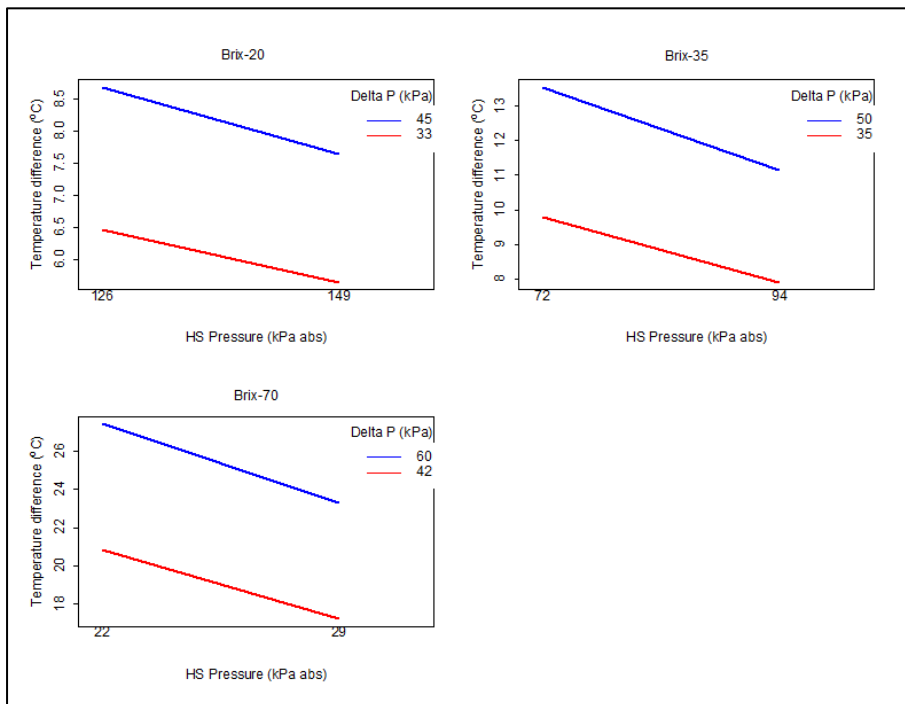 Brix-20
Temperature difference (⁰C)
8.5
8.0
7.5
7.0
6.5
6.0
Delta P (kPa)
45
33
126
149
HS Pressure (kPa abs)
Brix-35
Temperature difference (⁰C)
13
12
11
10
9
8
Delta P (kPa)
50
35
72
94
HS Pressure (kPa abs)
Brix-70
Temperature difference (⁰C)
26
24
22
20
18
Delta P (kPa)
60
42
22
29
HS Pressure (kPa abs)